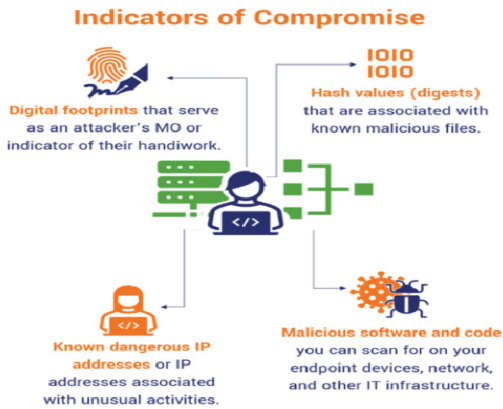 Indicators of Compromise
1010
1010
Digital footprints that serve
as an attacker's MO or
indicator of their handiwork.
Hash values (digests)
that are associated with
known malicious files.
</>
</>
Known dangerous IP
addresses or IP
addresses associated
with unusual activities.
Malicious software and code
you can scan for on your
endpoint devices, network,
and other IT infrastructure.